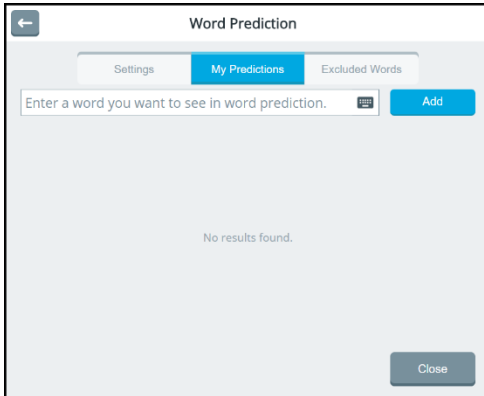 Word Prediction
Settings My Predictions Excluded Words
Enter a word you want to see in word prediction. Add
No results found.
Close